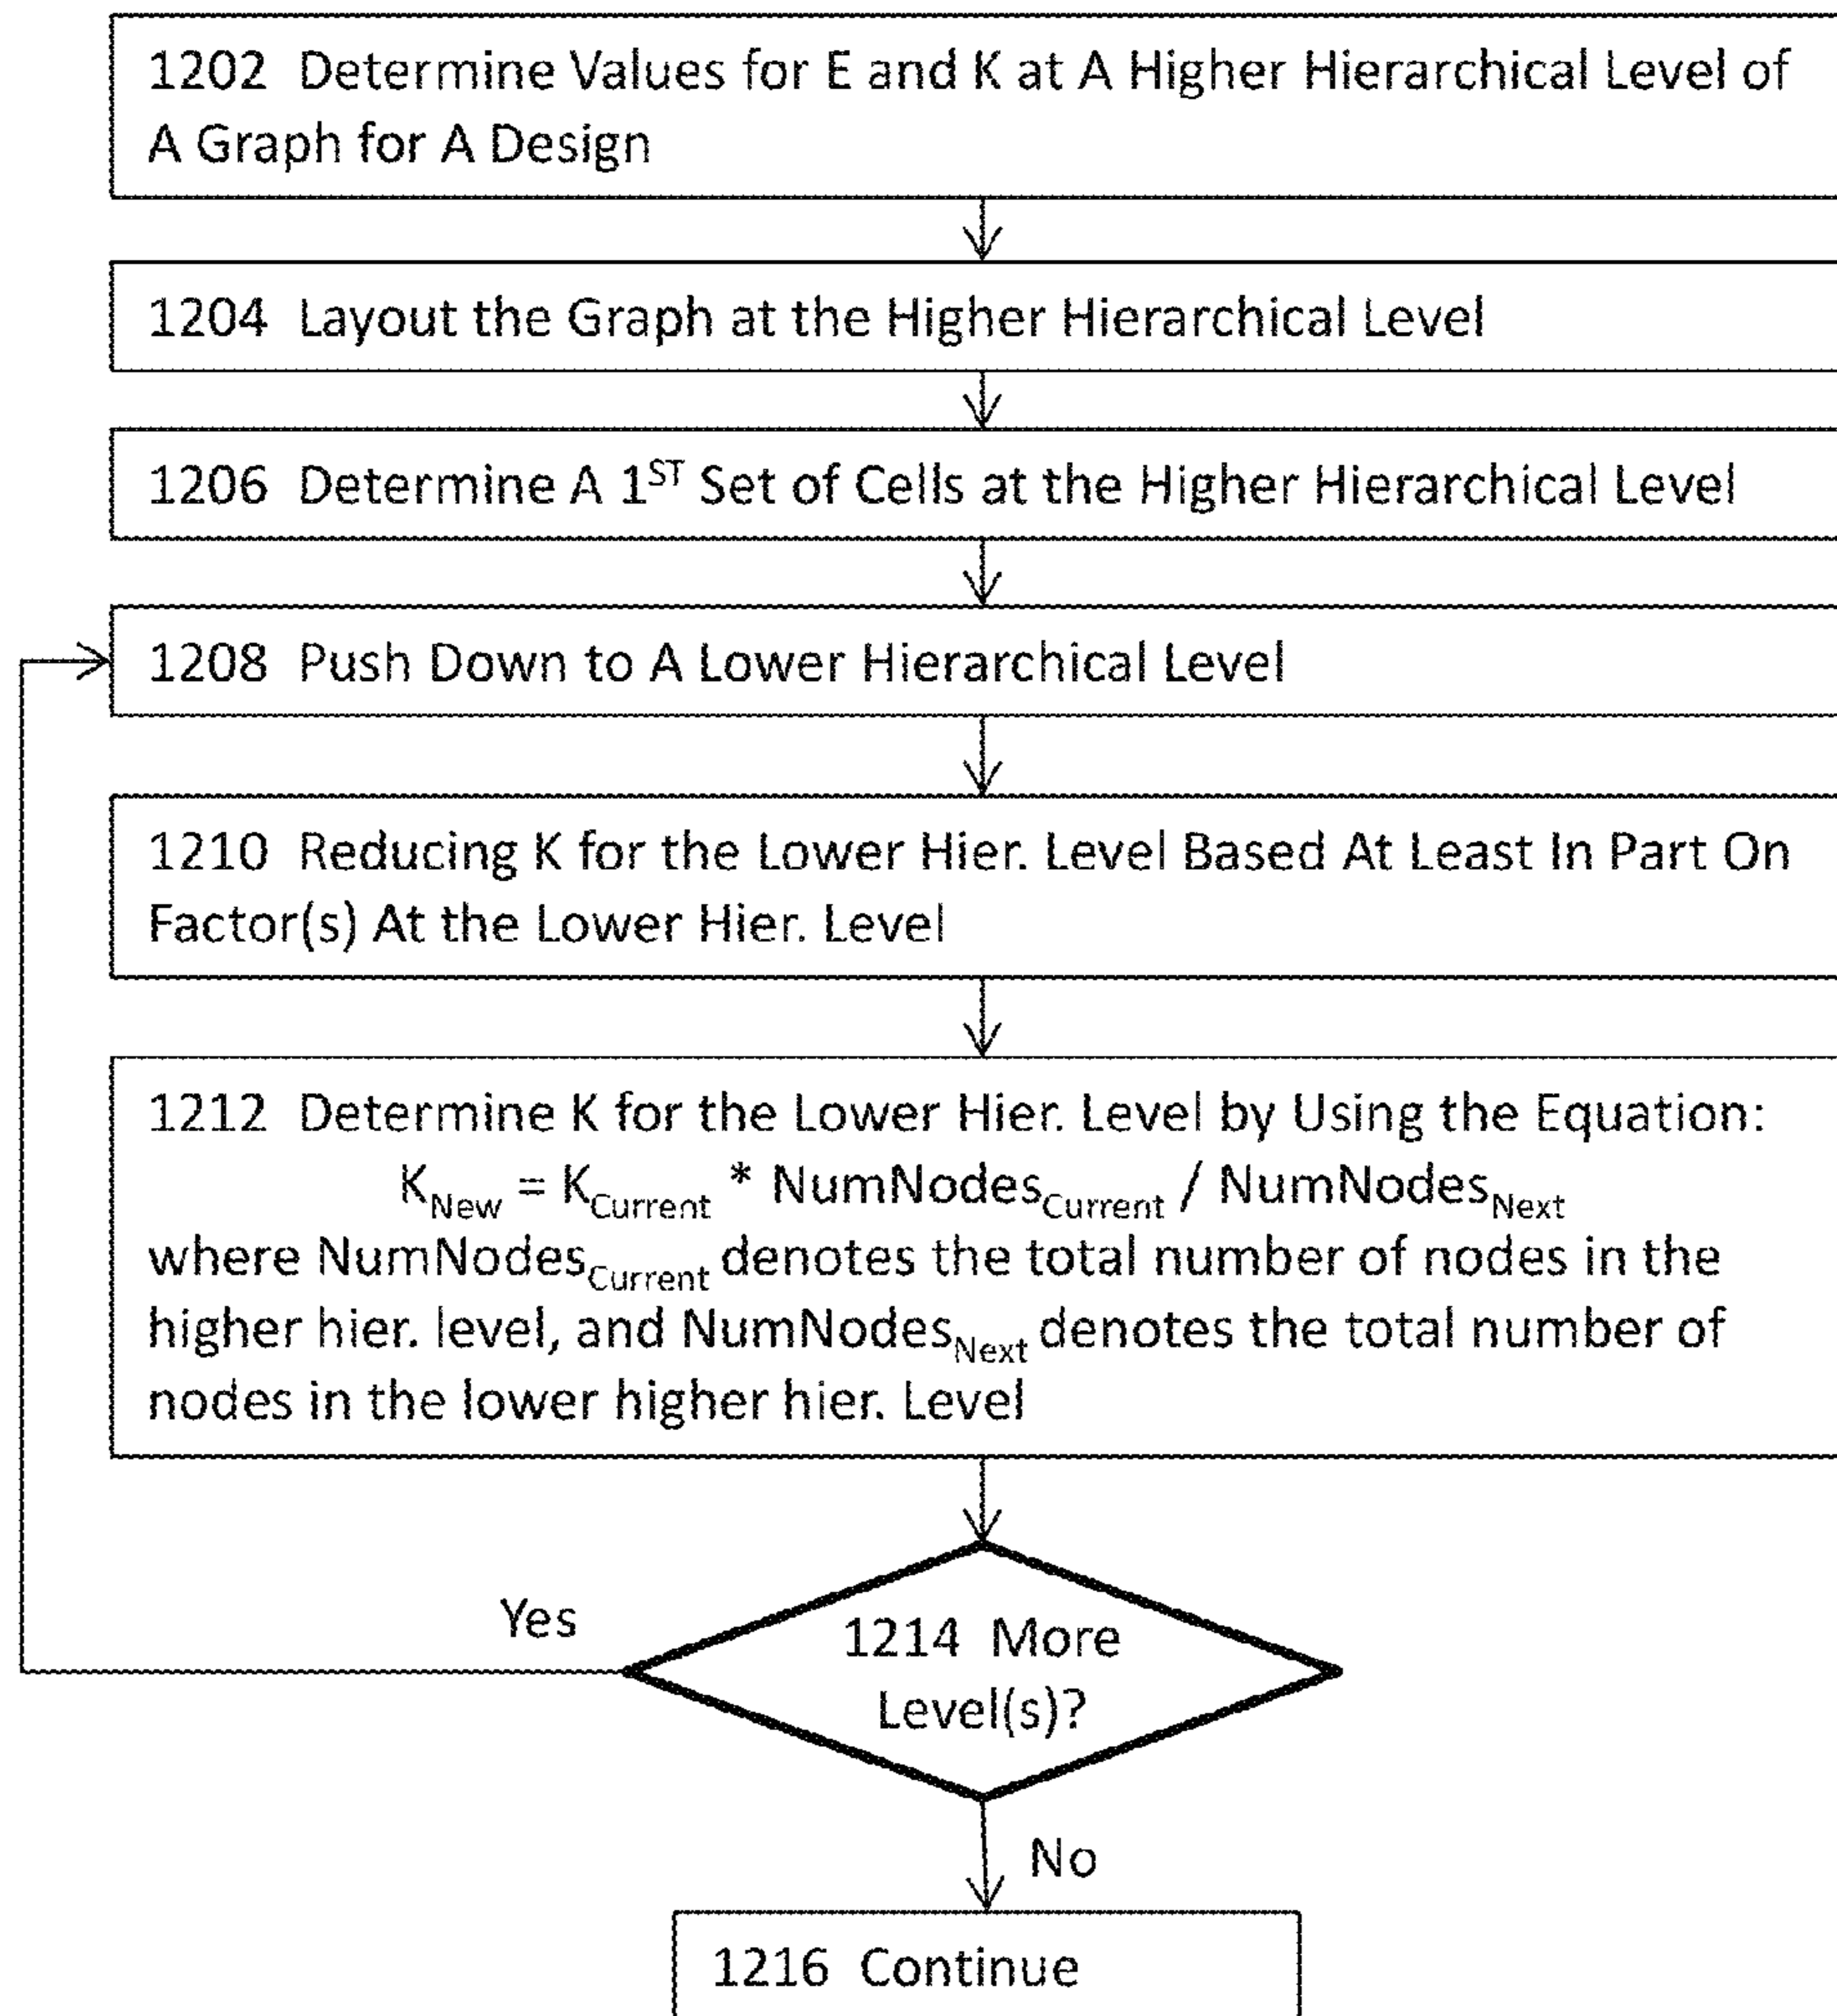 1202 Determine Values for E and K at A Higher Hierarchical Level of
A Graph for A Design
1204 Layout the Graph at the Higher Hierarchical Level
1206 Determine A 1ST Set of Cells at the Higher Hierarchical Level
1208 Push Down to A Lower Hierarchical Level
1210 Reducing K for the Lower Hier. Level Based At Least In Part On
Factor(s) At the Lower Hier. Level
1212 Determine K for the Lower Hier. Level by Using the Equation:
KNew = KCurrent * NumNodesCurrent / NumNodesNext
where NumNodesCurrent denotes the total number of nodes in the
higher hier. level, and NumNodesNext denotes the total number of
nodes in the lower higher hier. Level
Yes
1214 More
Level(s)?
No
1216 Continue